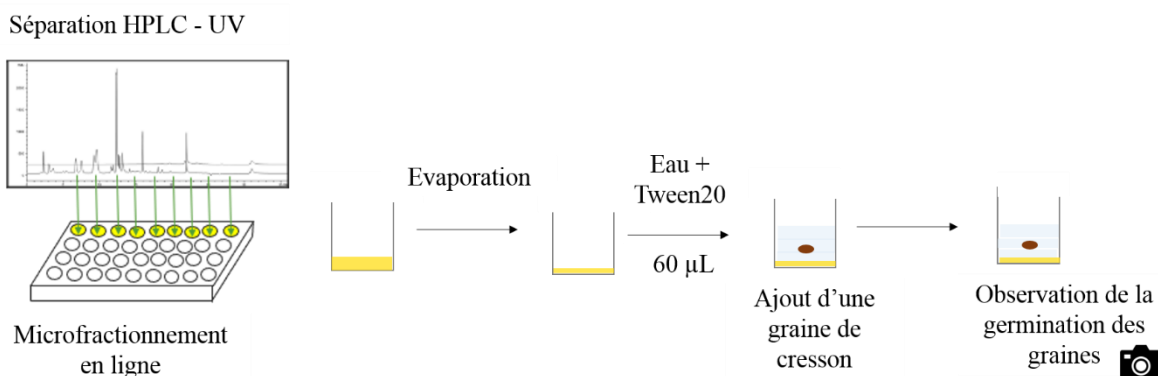 Séparation HPLC - UV
Microfractionnement
en ligne
Evaporation
Eau +
Tween20
60 µL
Ajout d'une
graine de
cresson
Observation de la
germination des
graines